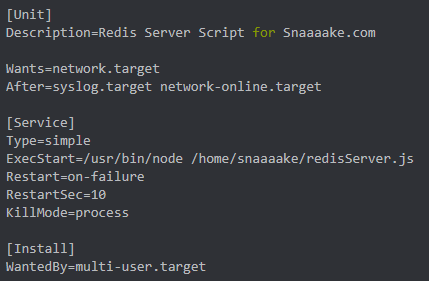 [Unit]
Description=Redis Server Script for Snaaaake.com
Wants=network.target
After=syslog.target network-online.target
[Service]
Type=simple
ExecStart=/usr/bin/node /home/snaaaake/redisServer.js
Restart=on-failure
RestartSec=10
KillMode=process
[Install]
WantedBy=multi-user.target